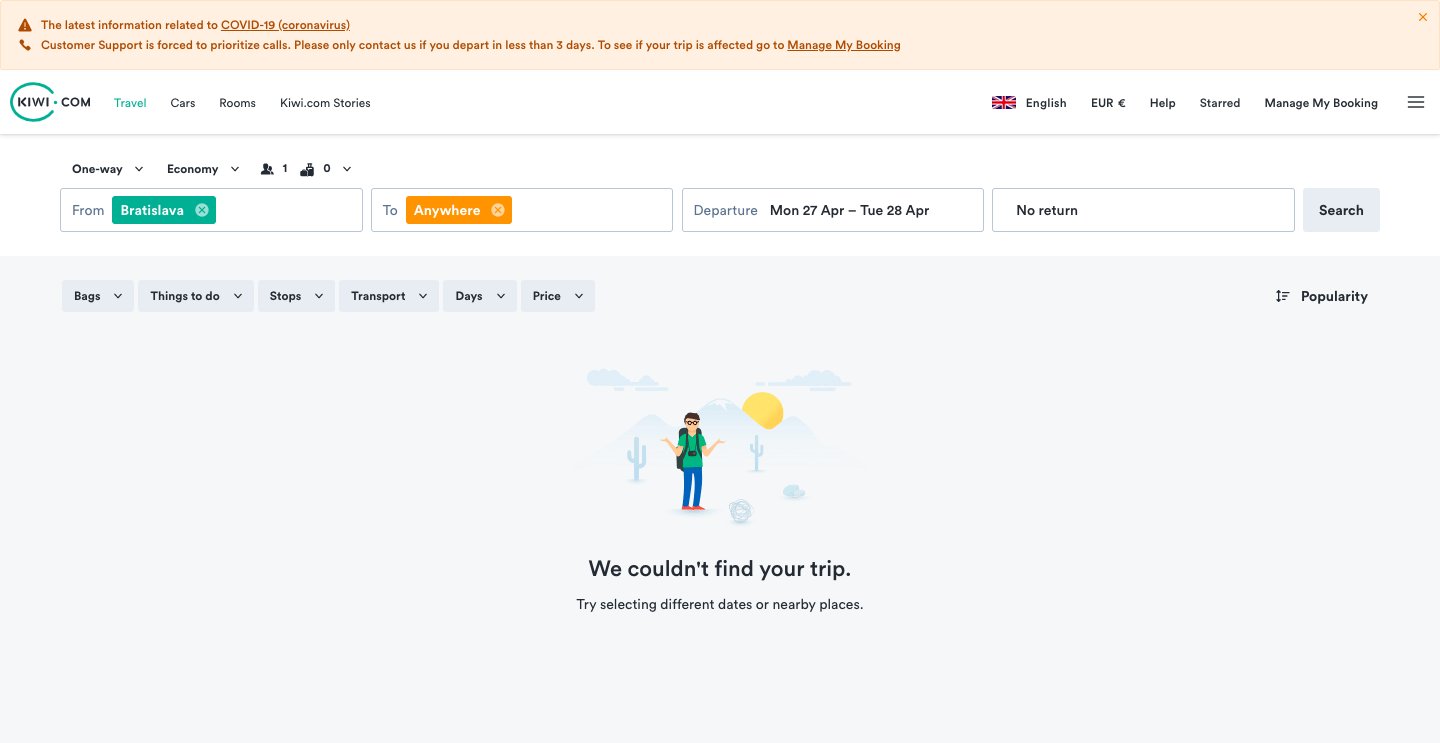 The latest information related to COVID-19 (coronavirus)
Customer Support is forced to prioritize calls. Please only contact us if you depart in less than 3 days. To see if your trip is affected go to Manage My Booking
KIWI.COM Travel Cars Rooms Kiwi.com Stories English EUR € Help Starred Manage My Booking
One-way Economy 1 0
From Bratislava To Anywhere Departure Mon 27 Apr – Tue 28 Apr No return Search
Bags Things to do Stops Transport Days Price Popularity
We couldn't find your trip.
Try selecting different dates or nearby places.